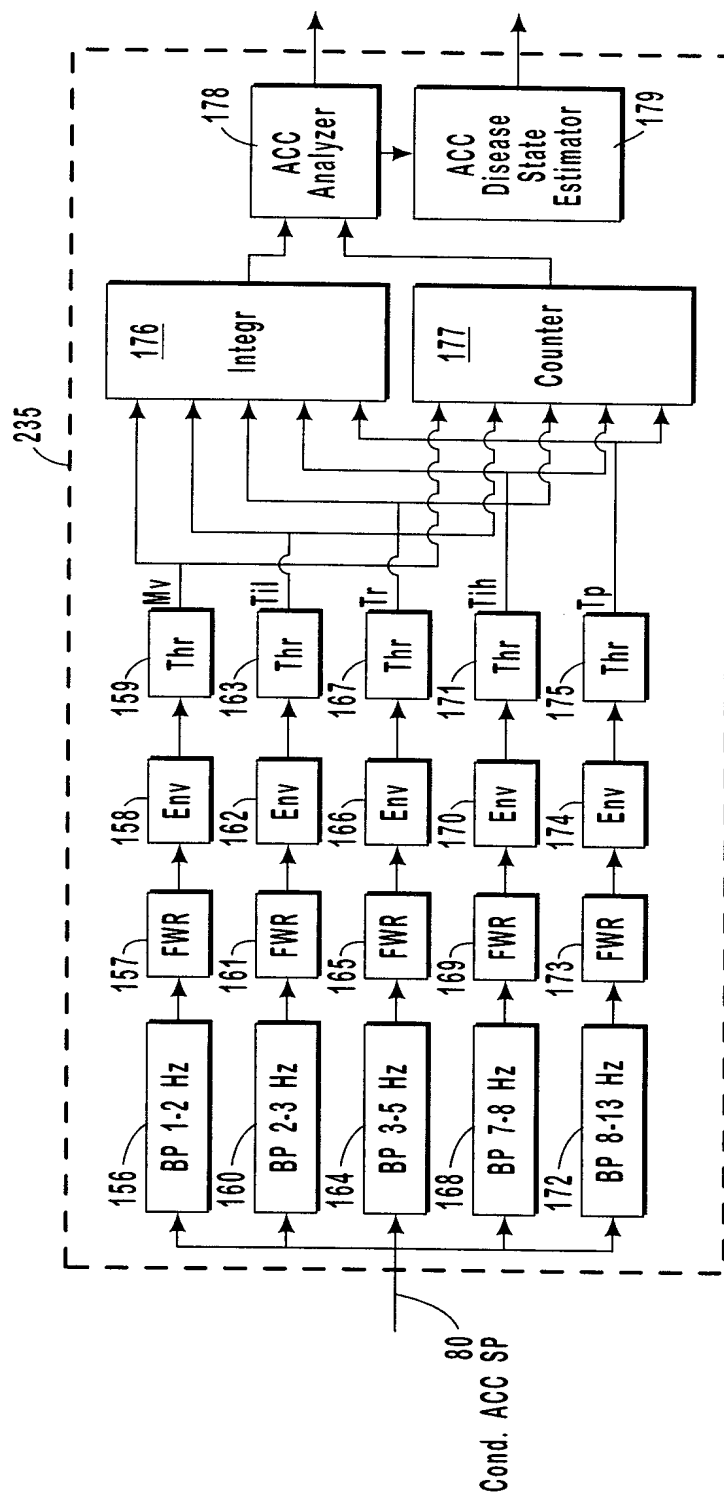 235
156
BP 1-2 Hz
157
FWR
158
Env
159
Thr
Mv
160
BP 2-3 Hz
161
FWR
162
Env
163
Thr
Til
164
BP 3-5 Hz
165
FWR
166
Env
167
Thr
Tr
168
BP 7-8 Hz
169
FWR
170
Env
171
Thr
Tih
172
BP 8-13 Hz
173
FWR
174
Env
175
Thr
Tp
80
Cond. ACC SP
176
Integr
177
Counter
178
ACC
Analyzer
ACC
Disease
State
Estimator
179